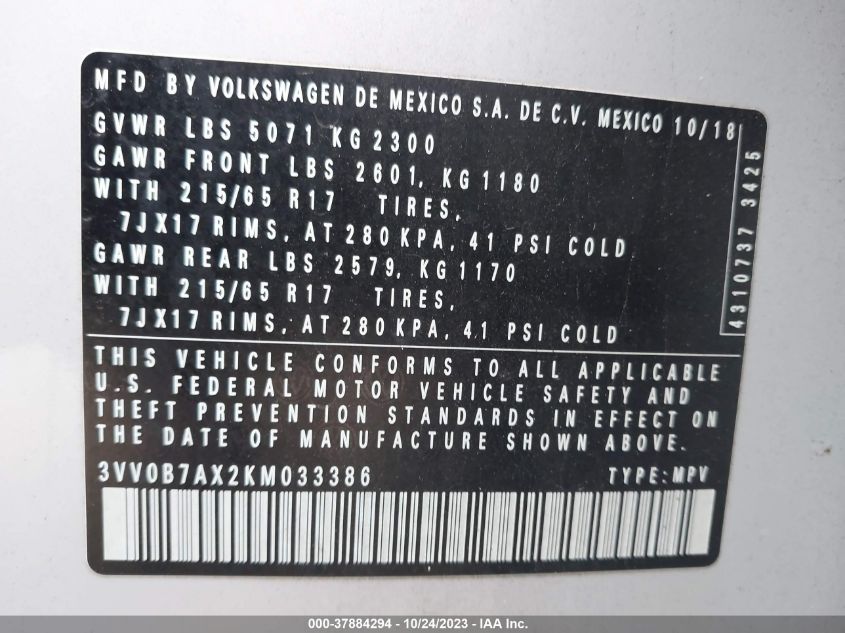 MFD BY VOLKSWAGEN DE MEXICO S.A. DE C.V. MEXICO 10/18
GVWR LBS 5071 KG 2300
GAWR FRONT LBS 2601, KG 1180
WITH 215/65 R17 TIRES,
7JX17 RIMS, AT 280 KPA, 41 PSI COLD
GAWR REAR LBS 2579, KG 1170
WITH 215/65 R17 TIRES,
7JX17 RIMS, AT 280 KPA, 41 PSI COLD
4310737 3425
THIS VEHICLE CONFORMS TO ALL APPLICABLE
U.S. FEDERAL MOTOR VEHICLE SAFETY AND
THEFT PREVENTION STANDARDS IN EFFECT ON
THE DATE OF MANUFACTURE SHOWN ABOVE.
3VV0B7AX2KM033386 TYPE: MPV
000-37884294 - 10/24/2023 - IAAI Inc.